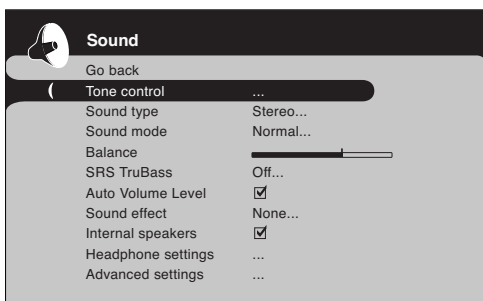 Sound
Go back
Tone control ...
Sound type Stereo...
Sound mode Normal...
Balance
SRS TruBass Off...
Auto Volume Level
Sound effect None...
Internal speakers
Headphone settings ...
Advanced settings ...